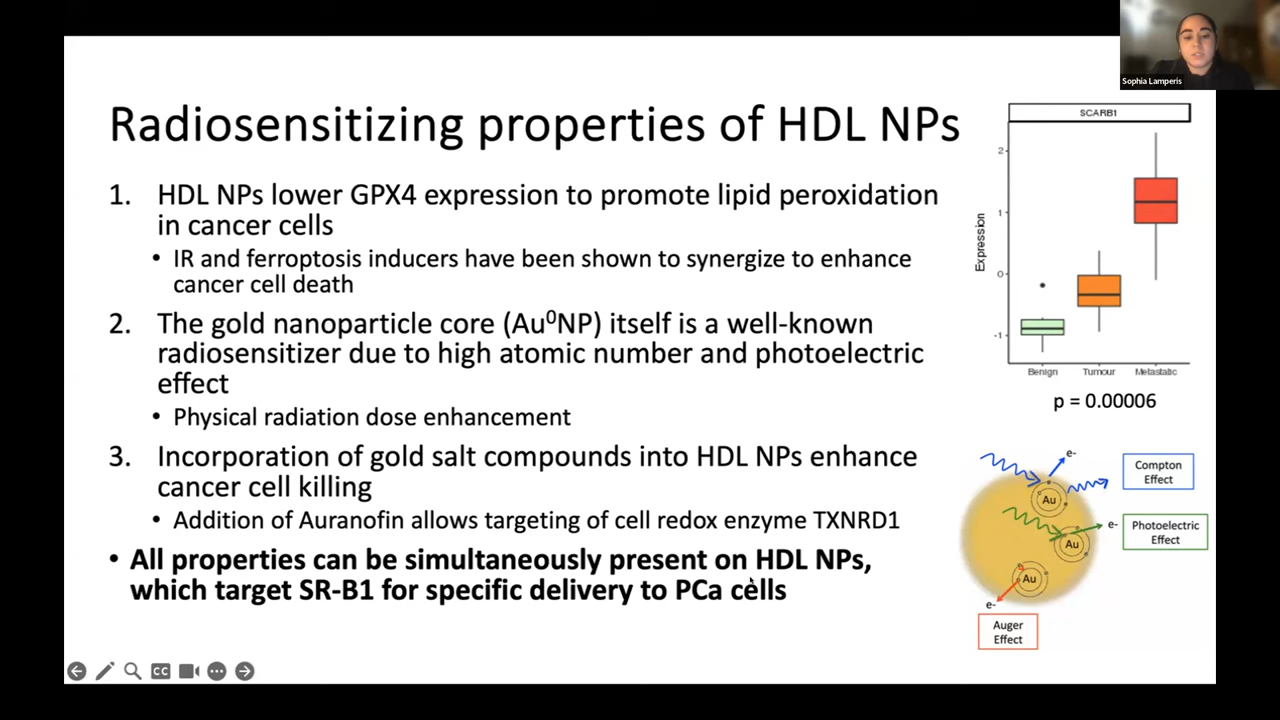 Sophia Lamperis
Radiosensitizing properties of HDL NPs
1. HDL NPs lower GPX4 expression to promote lipid peroxidation
in cancer cells
• IR and ferroptosis inducers have been shown to synergize to enhance
cancer cell death
2. The gold nanoparticle core (Au⁰NP) itself is a well-known
radiosensitizer due to high atomic number and photoelectric
effect
• Physical radiation dose enhancement
3. Incorporation of gold salt compounds into HDL NPs enhance
cancer cell killing
• Addition of Auranofin allows targeting of cell redox enzyme TXNRD1
• All properties can be simultaneously present on HDL NPs,
which target SR-B1 for specific delivery to PCa cells
SCARB1
Expression
2
1
0
-1
Benign Tumour Metastatic
p = 0.00006
e-
Compton
Effect
Au
e-
Photoelectric
Effect
Au
Au
e-
Auger
Effect
CC